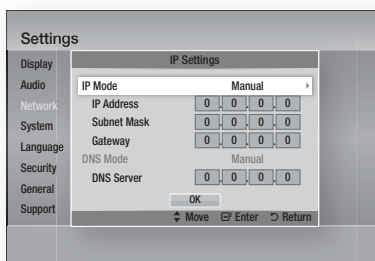 Settings
Display
Audio
Network
System
Language
Security
General
Support
IP Settings
IP Mode Manual
IP Address 0 . 0 . 0 . 0
Subnet Mask 0 . 0 . 0 . 0
Gateway 0 . 0 . 0 . 0
DNS Mode Manual
DNS Server 0 . 0 . 0 . 0
OK
Move Enter Return